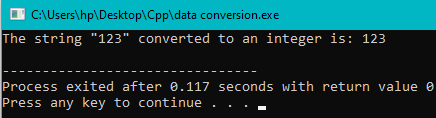 C:\Users\hp\Desktop\Cpp\data conversion.exe
The string "123" converted to an integer is: 123
--------------------------------
Process exited after 0.117 seconds with return value 0
Press any key to continue . . .